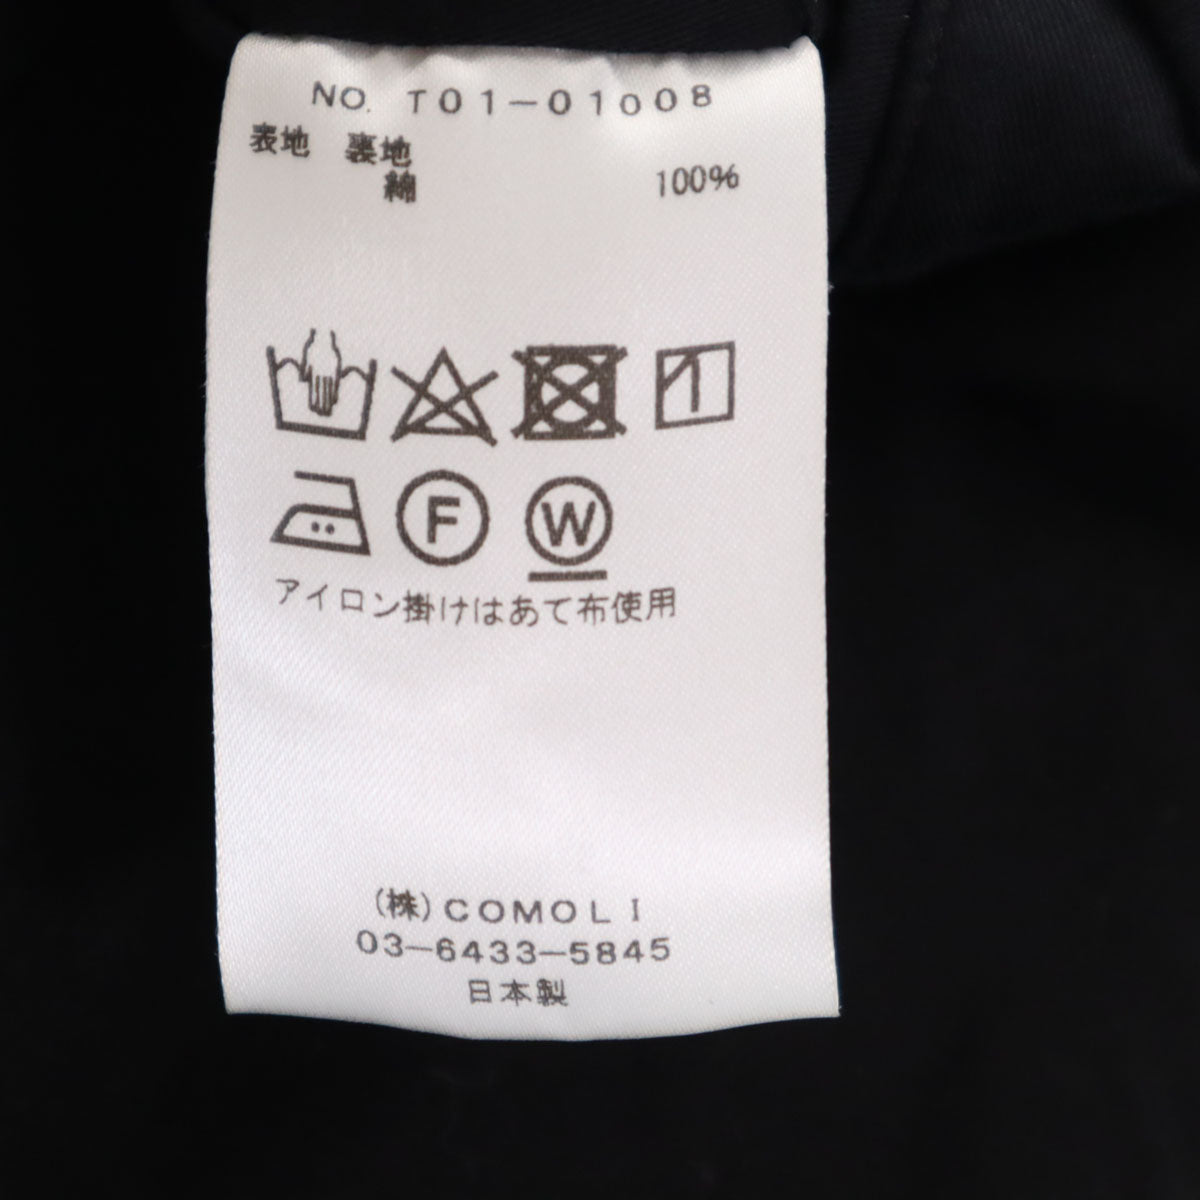 NO. T01-01008
表地 裏地
綿 100%
F W
アイロン掛けはあて布使用
(株)COMOLI
03-6433-5845
日本製